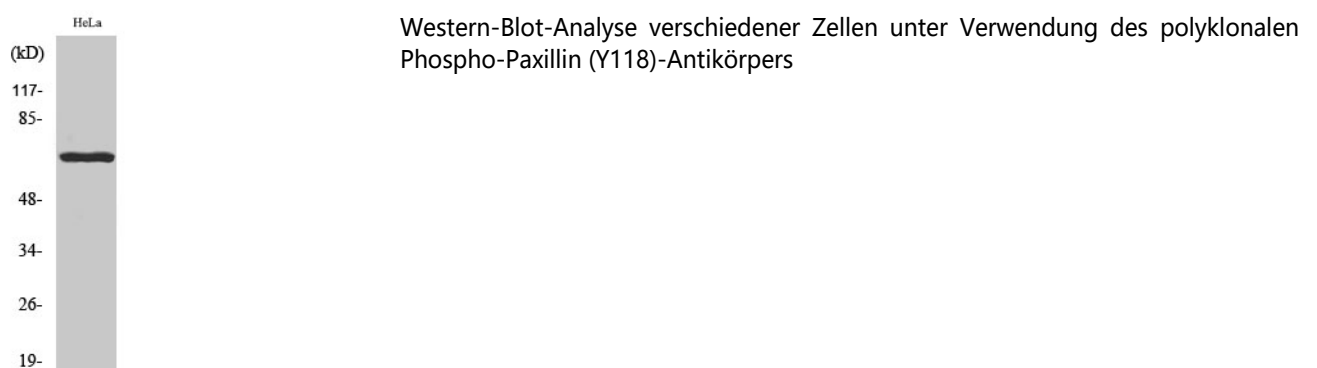 HeLa
(kD)
117-
85-
48-
34-
26-
19-
Western-Blot-Analyse verschiedener Zellen unter Verwendung des polyklonalen
Phospho-Paxillin (Y118)-Antikörpers